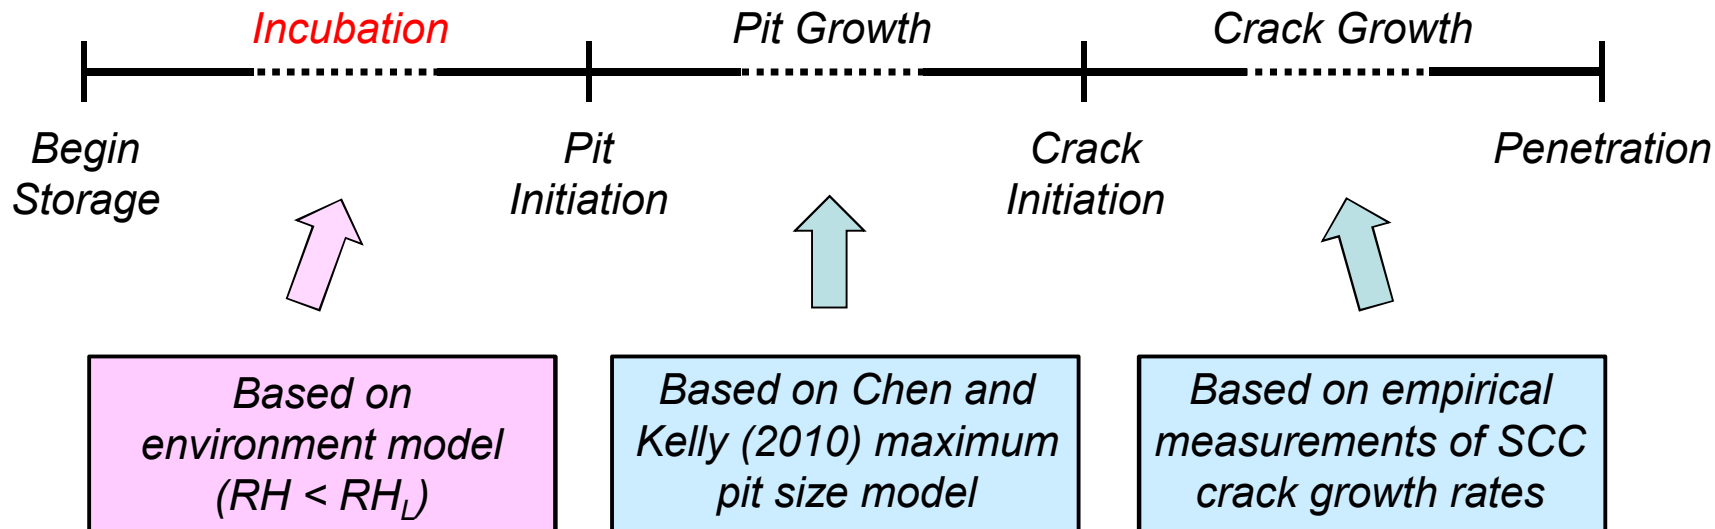 Incubation
Pit Growth
Crack Growth
Begin
Storage
Pit
Initiation
Crack
Initiation
Penetration
Based on
environment model
(RH < RH_L)
Based on Chen and
Kelly (2010) maximum
pit size model
Based on empirical
measurements of SCC
crack growth rates